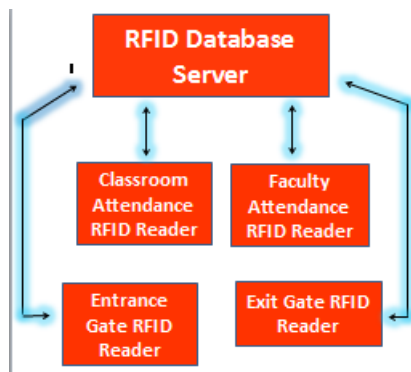 RFID Database
Server
Classroom
Attendance
RFID Reader
Faculty
Attendance
RFID Reader
Entrance
Gate RFID
Reader
Exit Gate RFID
Reader